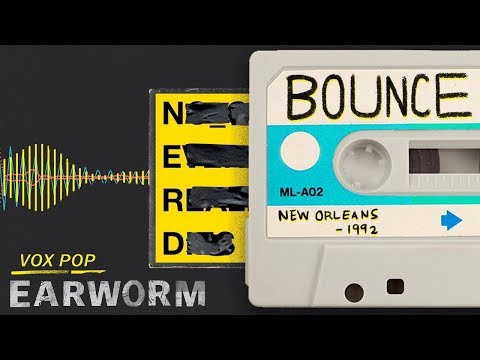 BOUNCE
N
E
R
D
ML-A02
NEW ORLEANS
-1992
VOX POP
EARWORM